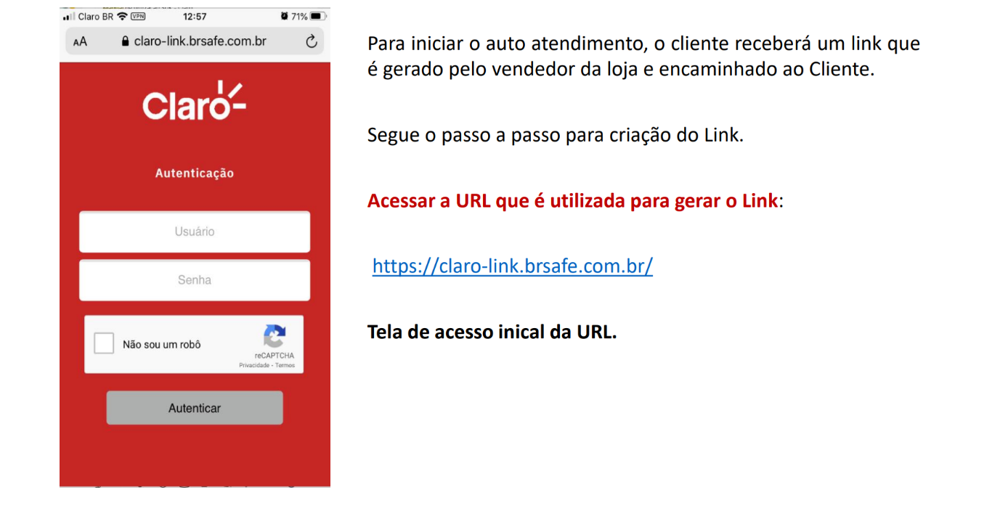 Claro BR VPN 12:57 71%
AA claro-link.brsafe.com.br
Claro
Autenticação
Usuário
Senha
Não sou um robô
reCAPTCHA
Privacidade - Termos
Autenticar
Para iniciar o auto atendimento, o cliente receberá um link que
é gerado pelo vendedor da loja e encaminhado ao Cliente.
Segue o passo a passo para criação do Link.
Acessar a URL que é utilizada para gerar o Link:
https://claro-link.brsafe.com.br/
Tela de acesso inical da URL.